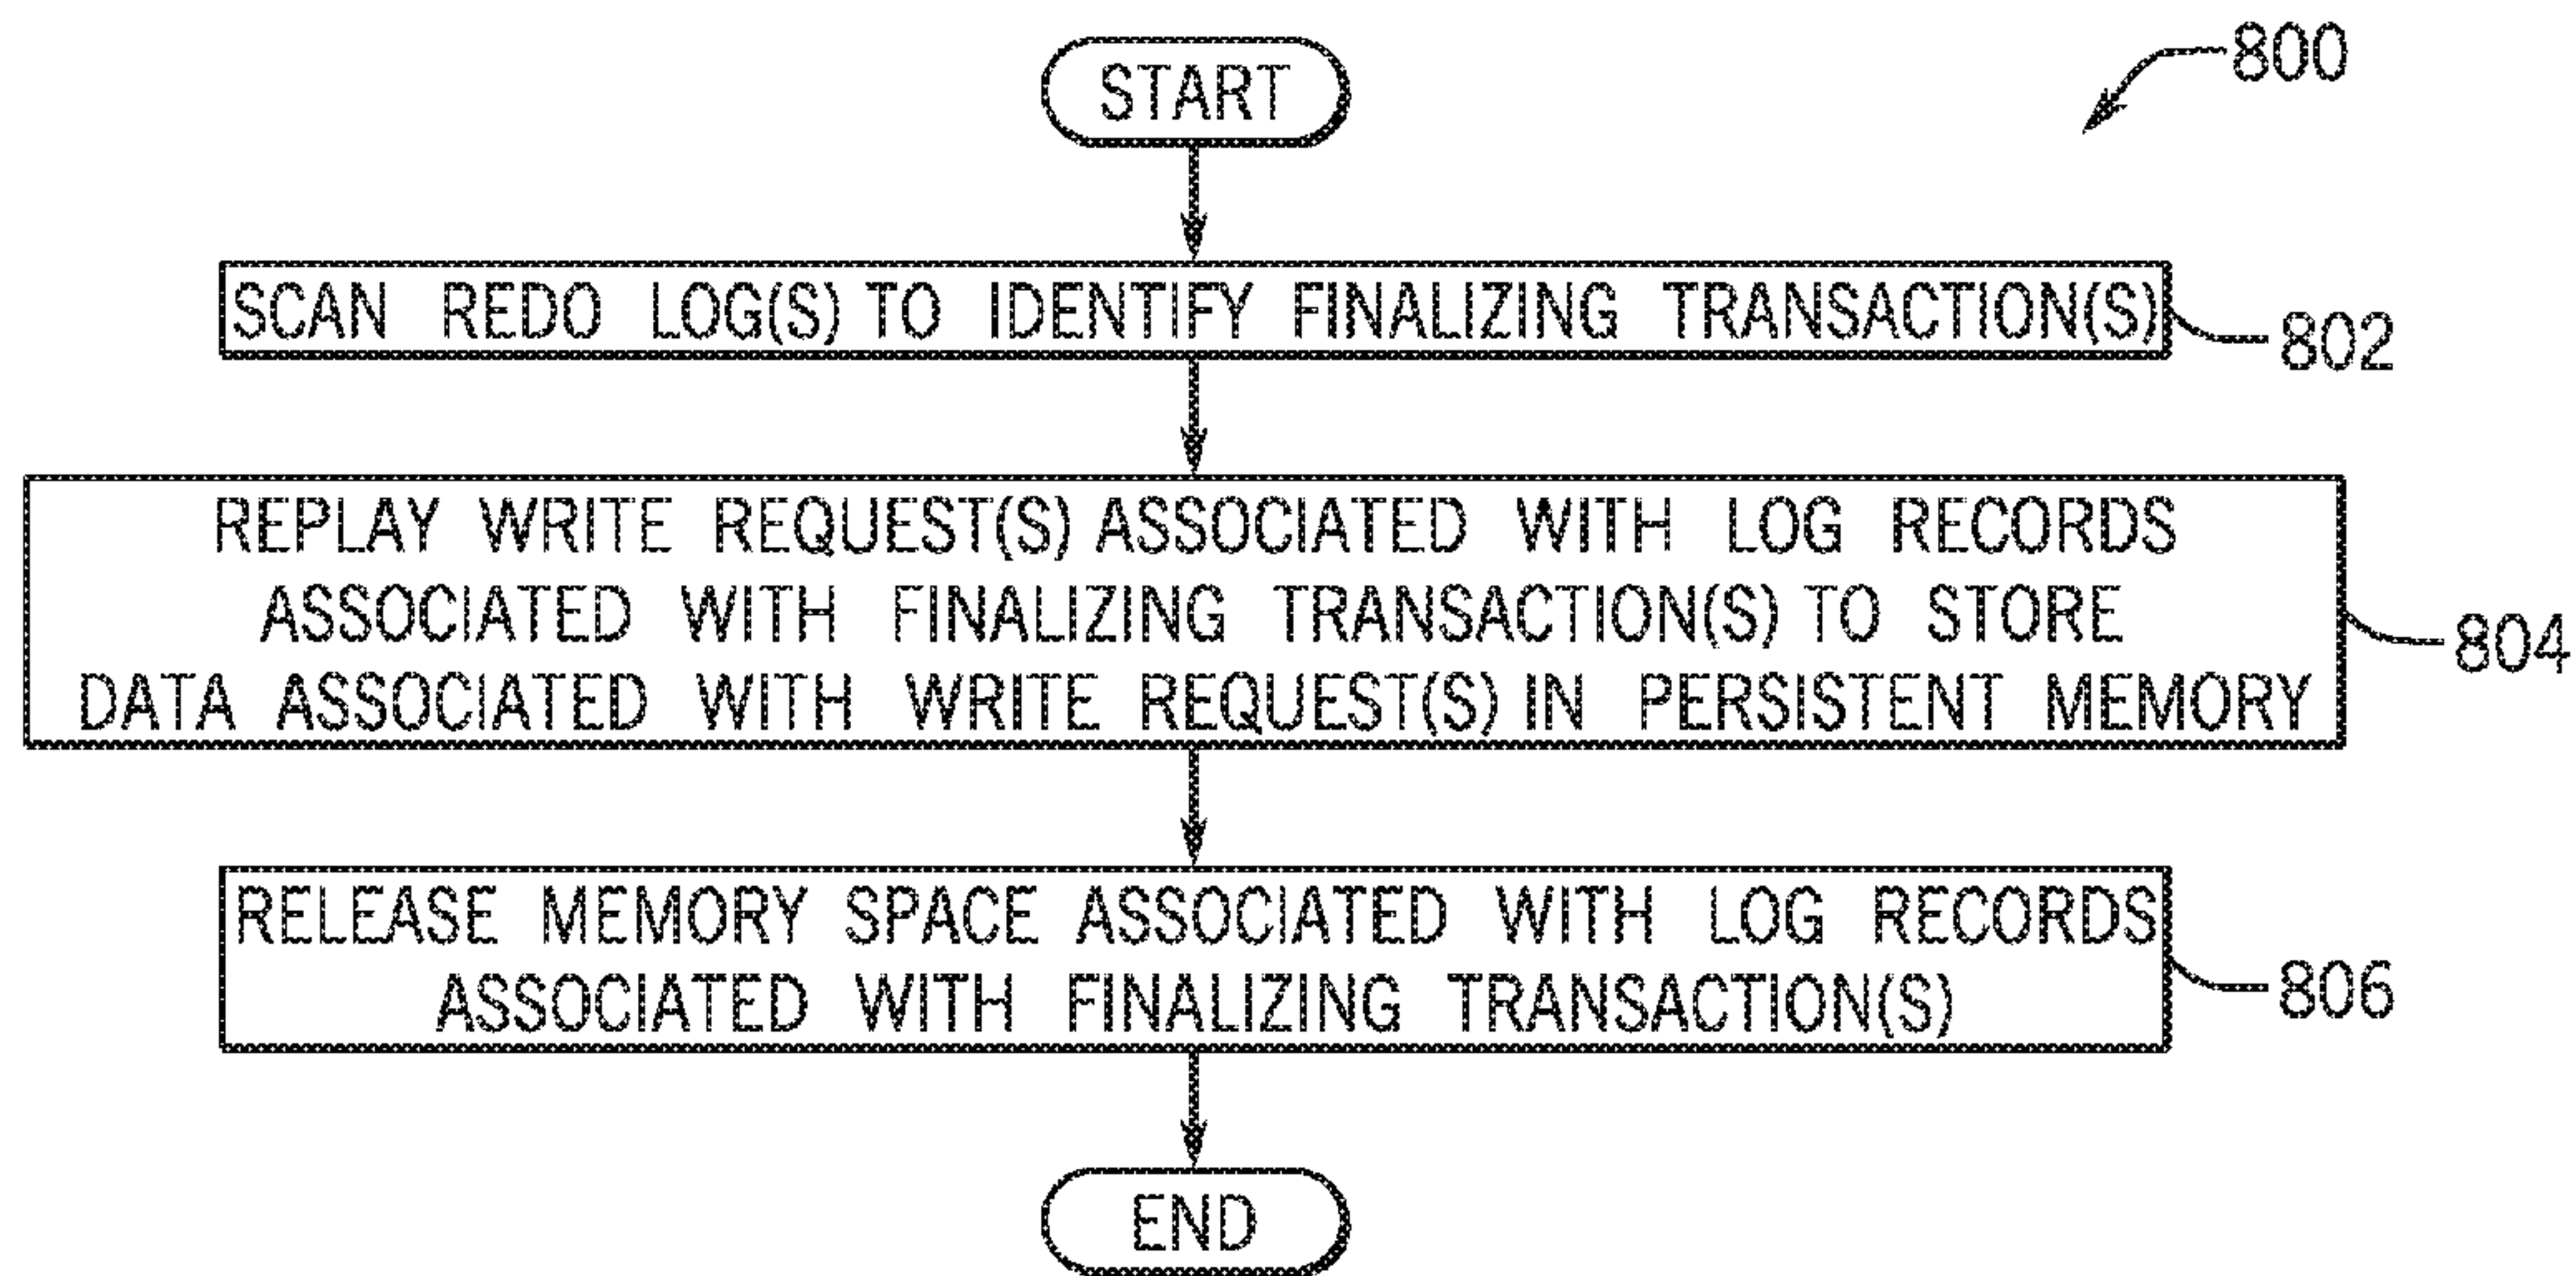 START
800
SCAN REDO LOG(S) TO IDENTIFY FINALIZING TRANSACTION(S)
802
REPLAY WRITE REQUEST(S) ASSOCIATED WITH LOG RECORDS
ASSOCIATED WITH FINALIZING TRANSACTION(S) TO STORE
DATA ASSOCIATED WITH WRITE REQUEST(S) IN PERSISTENT MEMORY
804
RELEASE MEMORY SPACE ASSOCIATED WITH LOG RECORDS
ASSOCIATED WITH FINALIZING TRANSACTION(S)
806
END